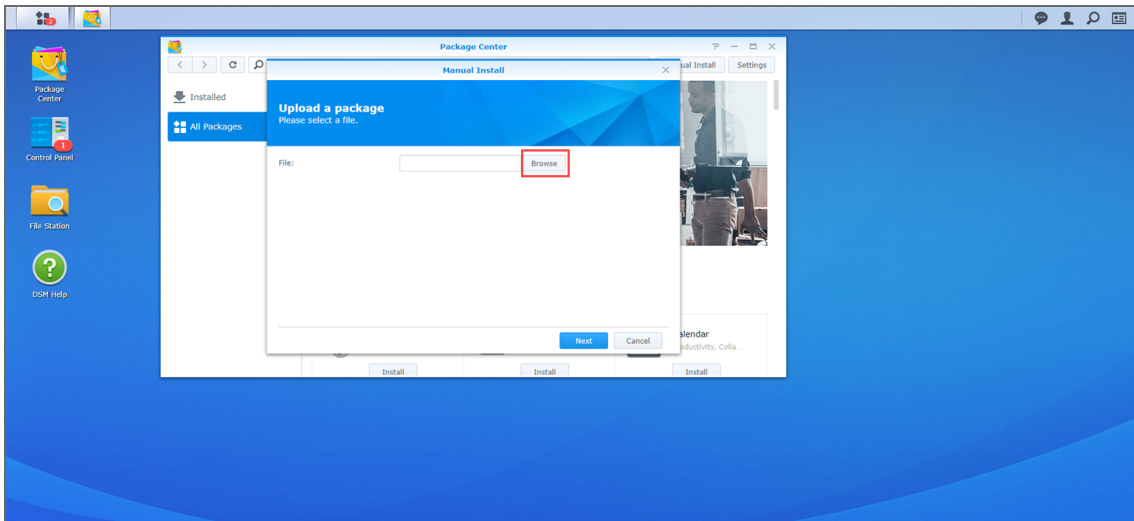 2
Package Center
Package
Center
Manual Install
ual Install
Settings
Installed
All Packages
Upload a package
Please select a file.
File:
Browse
1
Control Panel
File Station
DSM Help
Next
Cancel
alendar
oductivity, Colla...
Install
Install
Install